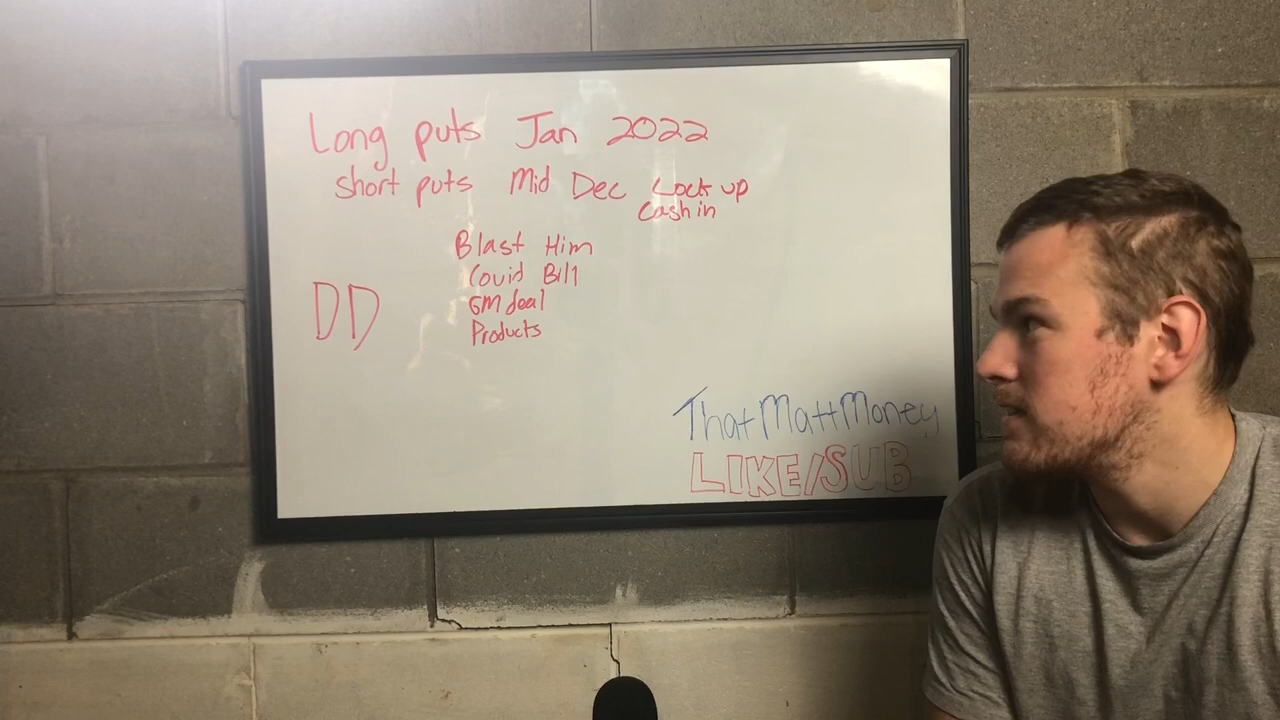 Long puts Jan 2022
short puts Mid Dec Lock up
Cash in
Blast Him
Covid Bill
GM deal
DD
Products
ThatMattMoney
LIKE/SUB